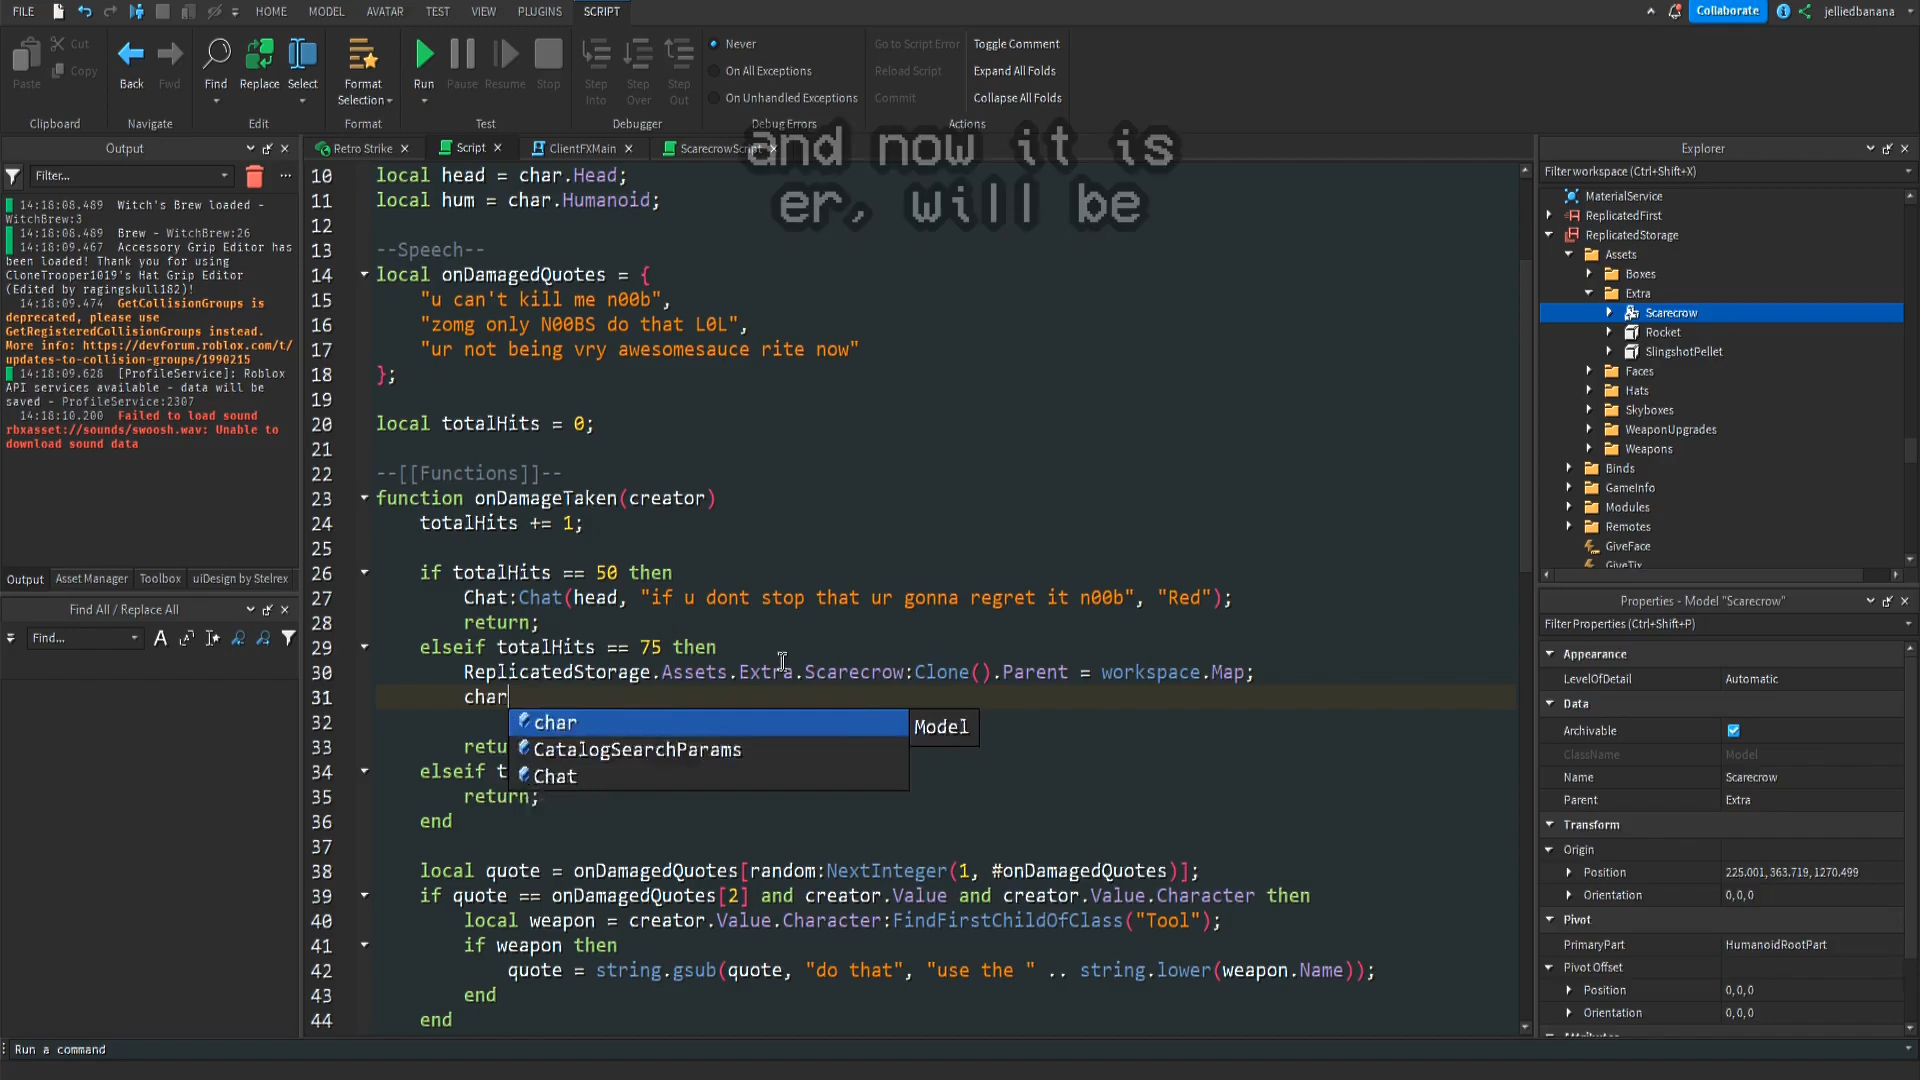 FILE
HOME MODEL AVATAR TEST VIEW PLUGINS SCRIPT
Collaborate jelliedbanana
Paste Cut Copy
Back Fwd
Find Replace Select
Format Selection
Run Pause Resume Stop
Step Into Step Over Step Out
Never
On All Exceptions
On Unhandled Exceptions
Go to Script Error
Reload Script
Commit
Toggle Comment
Expand All Folds
Collapse All Folds
Clipboard Navigate Edit Format Test Debugger Debug Errors Actions
and now it is
er, will be
Output
Filter...
14:18:08.489 Witch's Brew loaded -
WitchBrew:3
14:18:08.489 Brew - WitchBrew:26
14:18:09.467 Accessory Grip Editor has
been loaded! Thank you for using
CloneTrooper1019's Hat Grip Editor
(Edited by ragingskull182)!
14:18:09.474 GetCollisionGroups is
deprecated, please use
GetRegisteredCollisionGroups instead.
More info: https://devforum.roblox.com/t/
updates-to-collision-groups/1990215
14:18:09.628 [ProfileService]: Roblox
API services available - data will be
saved - ProfileService:2307
14:18:10.200 Failed to load sound
rbxasset://sounds/swoosh.wav: Unable to
download sound data
Output Asset Manager Toolbox uiDesign by Stelrex
Find All / Replace All
Find...
Retro Strike Script ClientFXMain ScarecrowScript
10 local head = char.Head;
11 local hum = char.Humanoid;
12
13 --Speech--
14 local onDamagedQuotes = {
15 "u can't kill me n00b",
16 "zomg only N00BS do that L0L",
17 "ur not being vry awesomesauce rite now"
18 };
19
20 local totalHits = 0;
21
22 --[[Functions]]--
23 function onDamageTaken(creator)
24 totalHits += 1;
25
26 if totalHits == 50 then
27 Chat:Chat(head, "if u dont stop that ur gonna regret it n00b", "Red");
28 return;
29 elseif totalHits == 75 then
30 ReplicatedStorage.Assets.Extra.Scarecrow:Clone().Parent = workspace.Map;
31 char
32 char Model
33 retu CatalogSearchParams
34 elseif t Chat
35 return;
36 end
37
38 local quote = onDamagedQuotes[random:NextInteger(1, #onDamagedQuotes)];
39 if quote == onDamagedQuotes[2] and creator.Value and creator.Value.Character then
40 local weapon = creator.Value.Character:FindFirstChildOfClass("Tool");
41 if weapon then
42 quote = string.gsub(quote, "do that", "use the " .. string.lower(weapon.Name));
43 end
44 end
Explorer
Filter workspace (Ctrl+Shift+X)
MaterialService
ReplicatedFirst
ReplicatedStorage
Assets
Boxes
Extra
Scarecrow
Rocket
SlingshotPellet
Faces
Hats
Skyboxes
WeaponUpgrades
Weapons
Binds
GameInfo
Modules
Remotes
GiveFace
GiveTix
Properties - Model "Scarecrow"
Filter Properties (Ctrl+Shift+P)
Appearance
LevelOfDetail Automatic
Data
Archivable
ClassName Model
Name Scarecrow
Parent Extra
Transform
Origin
Position 225.001, 363.719, 1270.499
Orientation 0, 0, 0
Pivot
PrimaryPart HumanoidRootPart
Pivot Offset
Position 0, 0, 0
Orientation 0, 0, 0
Run a command